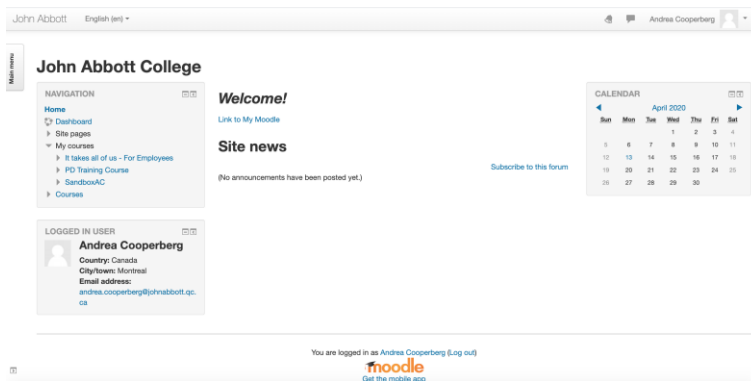 John Abbott English (en)
Andrea Cooperberg
Main menu
John Abbott College
NAVIGATION
Home
Dashboard
Site pages
My courses
It takes all of us - For Employees
PD Training Course
SandboxAC
Courses
LOGGED IN USER
Andrea Cooperberg
Country: Canada
City/town: Montreal
Email address:
andrea.cooperberg@johnabbott.qc.
ca
Welcome!
Link to My Moodle
Site news
Subscribe to this forum
(No announcements have been posted yet.)
CALENDAR
April 2020
Sun Mon Tue Wed Thu Fri Sat
1 2 3 4
5 6 7 8 9 10 11
12 13 14 15 16 17 18
19 20 21 22 23 24 25
26 27 28 29 30
You are logged in as Andrea Cooperberg (Log out)
moodle
Get the mobile app